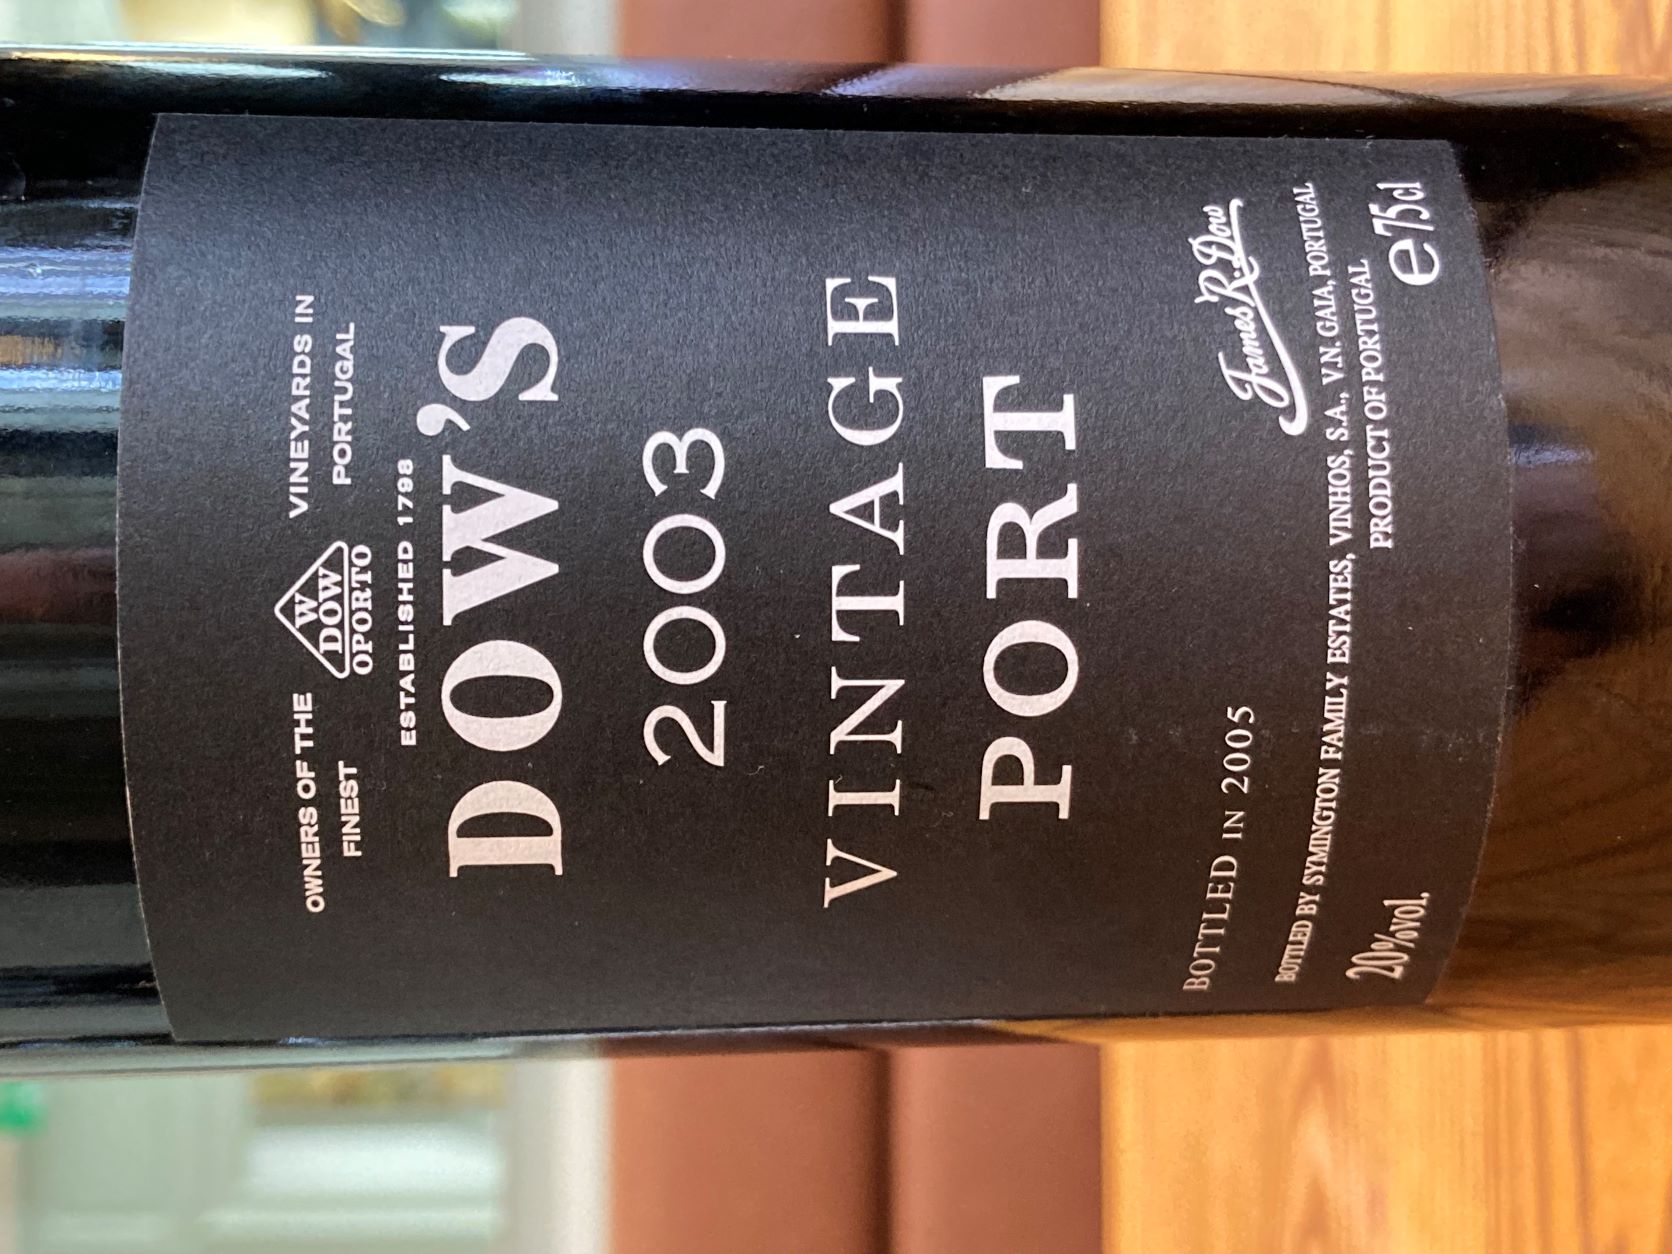 OWNERS OF THE VINEYARDS IN
FINEST PORTUGAL
W
DOW
OPORTO
ESTABLISHED 1798
DOW'S
2003
VINTAGE
PORT
BOTTLED IN 2005
James R. Dow
BOTTLED BY SYMINGTON FAMILY ESTATES, VINHOS, S.A., V.N. GAIA, PORTUGAL
PRODUCT OF PORTUGAL
20%vol.
e75cl